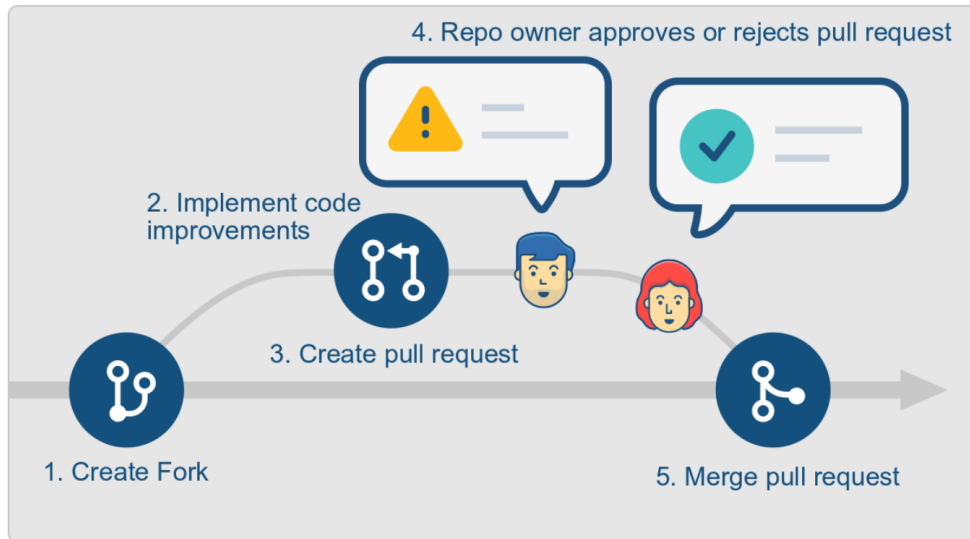 4. Repo owner approves or rejects pull request
2. Implement code
improvements
3. Create pull request
1. Create Fork
5. Merge pull request